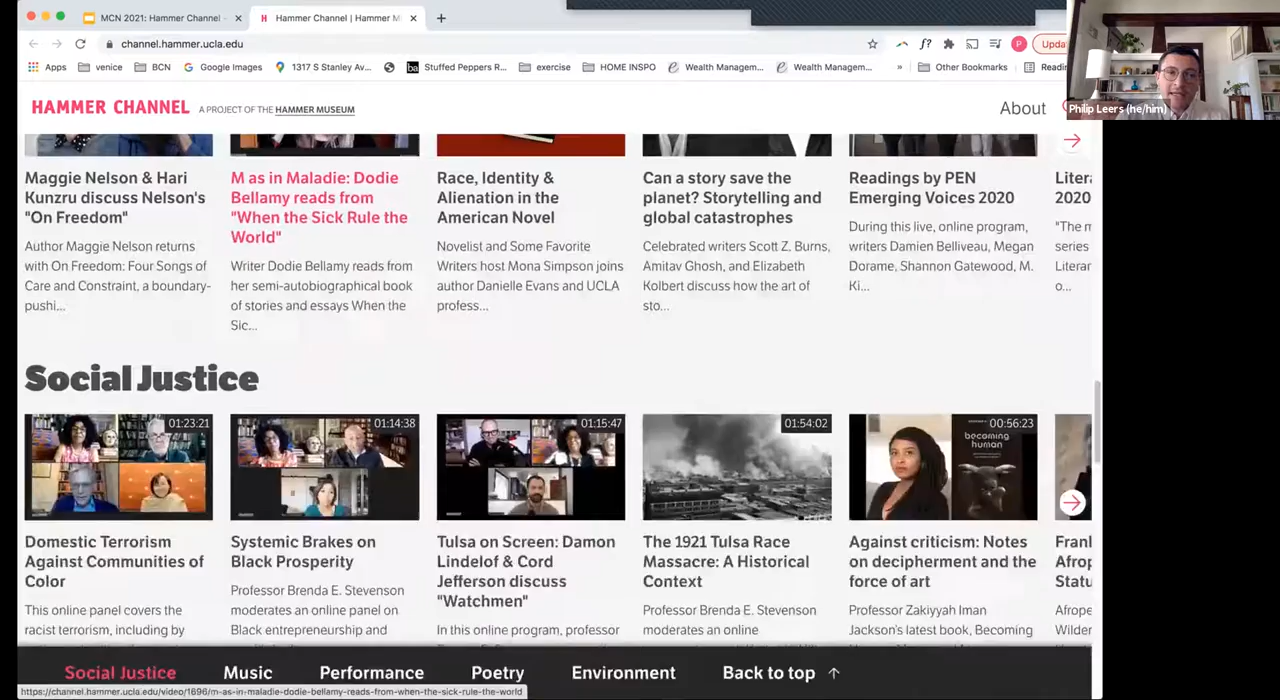 MCN 2021: Hammer Channel -
Hammer Channel | Hammer M
channel.hammer.ucla.edu
f?
P
Upda
Apps
venice
BCN
Google Images
1317 S Stanley Av...
ba
Stuffed Peppers R...
exercise
HOME INSPO
Wealth Managem...
Wealth Managem...
»
Other Bookmarks
Readin
Philip Leers (he/him)
HAMMER CHANNEL
A PROJECT OF THE HAMMER MUSEUM
About
Maggie Nelson & Hari
Kunzru discuss Nelson's
"On Freedom"
Author Maggie Nelson returns
with On Freedom: Four Songs of
Care and Constraint, a boundary-
pushi...
M as in Maladie: Dodie
Bellamy reads from
"When the Sick Rule the
World"
Writer Dodie Bellamy reads from
her semi-autobiographical book
of stories and essays When the
Sic...
Race, Identity &
Alienation in the
American Novel
Novelist and Some Favorite
Writers host Mona Simpson joins
author Danielle Evans and UCLA
profess...
Can a story save the
planet? Storytelling and
global catastrophes
Celebrated writers Scott Z. Burns,
Amitav Ghosh, and Elizabeth
Kolbert discuss how the art of
sto...
Readings by PEN
Emerging Voices 2020
During this live, online program,
writers Damien Belliveau, Megan
Dorame, Shannon Gatewood, M.
Ki...
Litera
2020
"The m
series
Literar
o...
Social Justice
01:23:21
01:14:38
01:15:47
01:54:02
00:56:23
becoming
human
Domestic Terrorism
Against Communities of
Color
This online panel covers the
racist terrorism, including by
Systemic Brakes on
Black Prosperity
Professor Brenda E. Stevenson
moderates an online panel on
Black entrepreneurship and
Tulsa on Screen: Damon
Lindelof & Cord
Jefferson discuss
"Watchmen"
In this online program, professor
The 1921 Tulsa Race
Massacre: A Historical
Context
Professor Brenda E. Stevenson
moderates an online
Against criticism: Notes
on decipherment and the
force of art
Professor Zakiyyah Iman
Jackson's latest book, Becoming
Frank
Afrop
Statu
Afrope
Wilder
Social Justice
Music
Performance
Poetry
Environment
Back to top ↑
https://channel.hammer.ucla.edu/video/1696/m-as-in-maladie-dodie-bellamy-reads-from-when-the-sick-rule-the-world